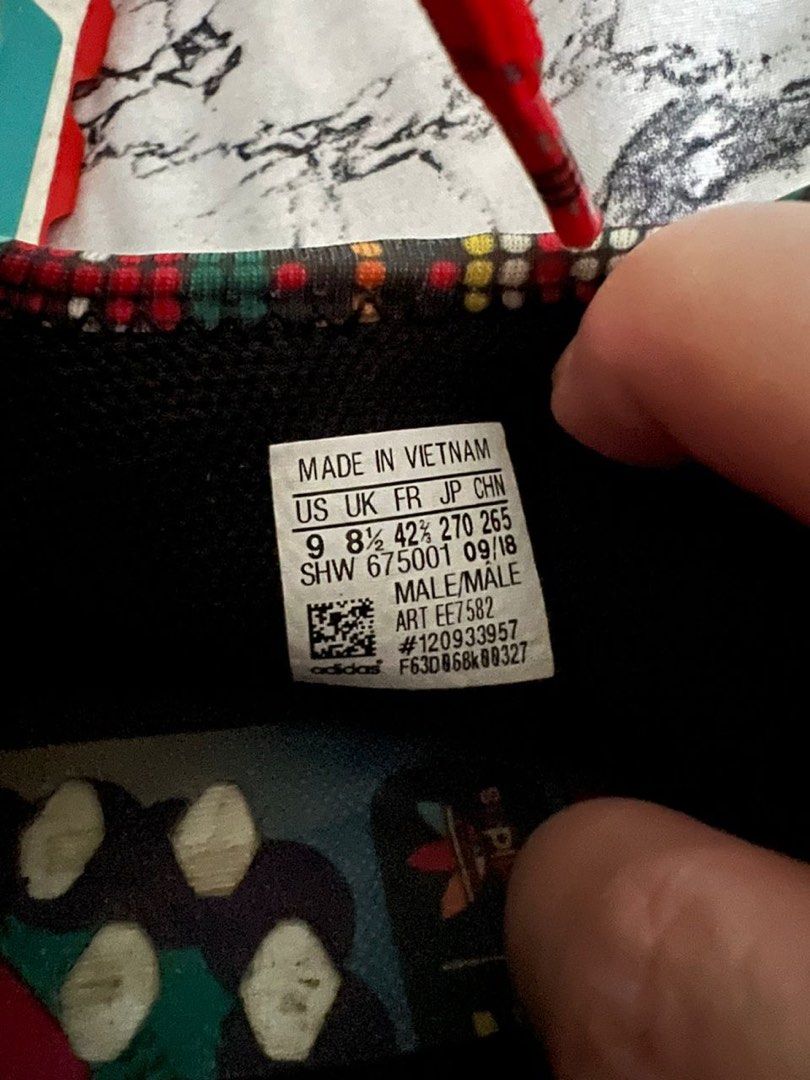 MADE IN VIETNAM
US UK FR JP CHN
9 8½ 42⅔ 270 265
SHW 675001 09/18
MALE/MÂLE
ART EE7582
#120933957
F63D068k00327
adidas